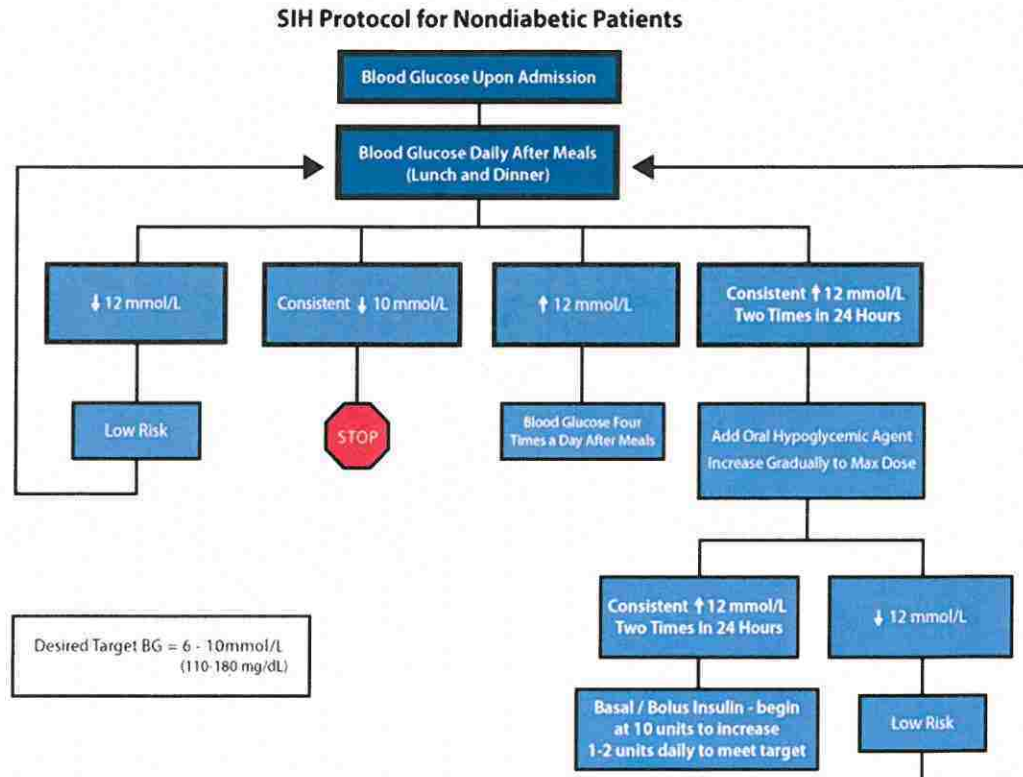 SIH Protocol for Nondiabetic Patients
Blood Glucose Upon Admission
Blood Glucose Daily After Meals
(Lunch and Dinner)
↓ 12 mmol/L
Consistent ↓ 10 mmol/L
↑ 12 mmol/L
Consistent ↑ 12 mmol/L
Two Times In 24 Hours
Low Risk
STOP
Blood Glucose Four
Times a Day After Meals
Add Oral Hypoglycemic Agent
Increase Gradually to Max Dose
Consistent ↑ 12 mmol/L
Two Times In 24 Hours
↓ 12 mmol/L
Desired Target BG = 6 - 10mmol/L
(110-180 mg/dL)
Basal / Bolus Insulin - begin
at 10 units to increase
1-2 units daily to meet target
Low Risk